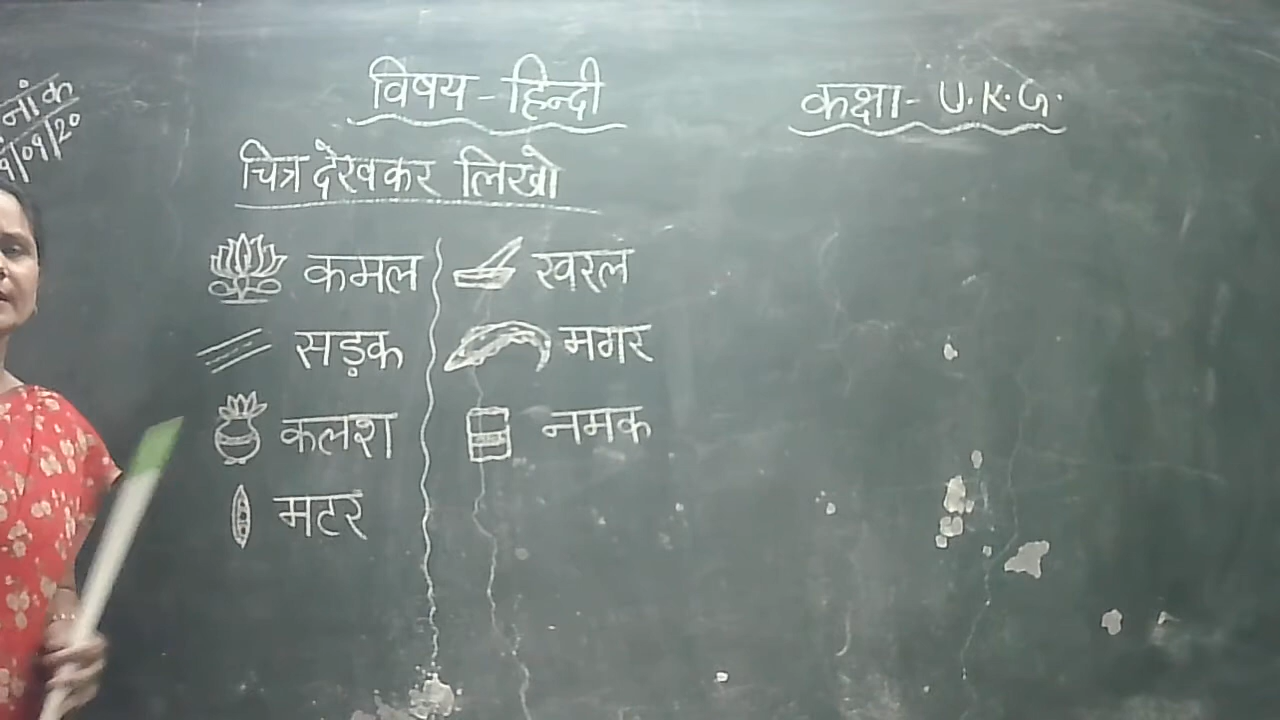 विषय - हिन्दी
कक्षा - U.K.G.
चित्र देखकर लिखो
कमल
सड़क
कलश
मटर
खरल
मगर
नमक